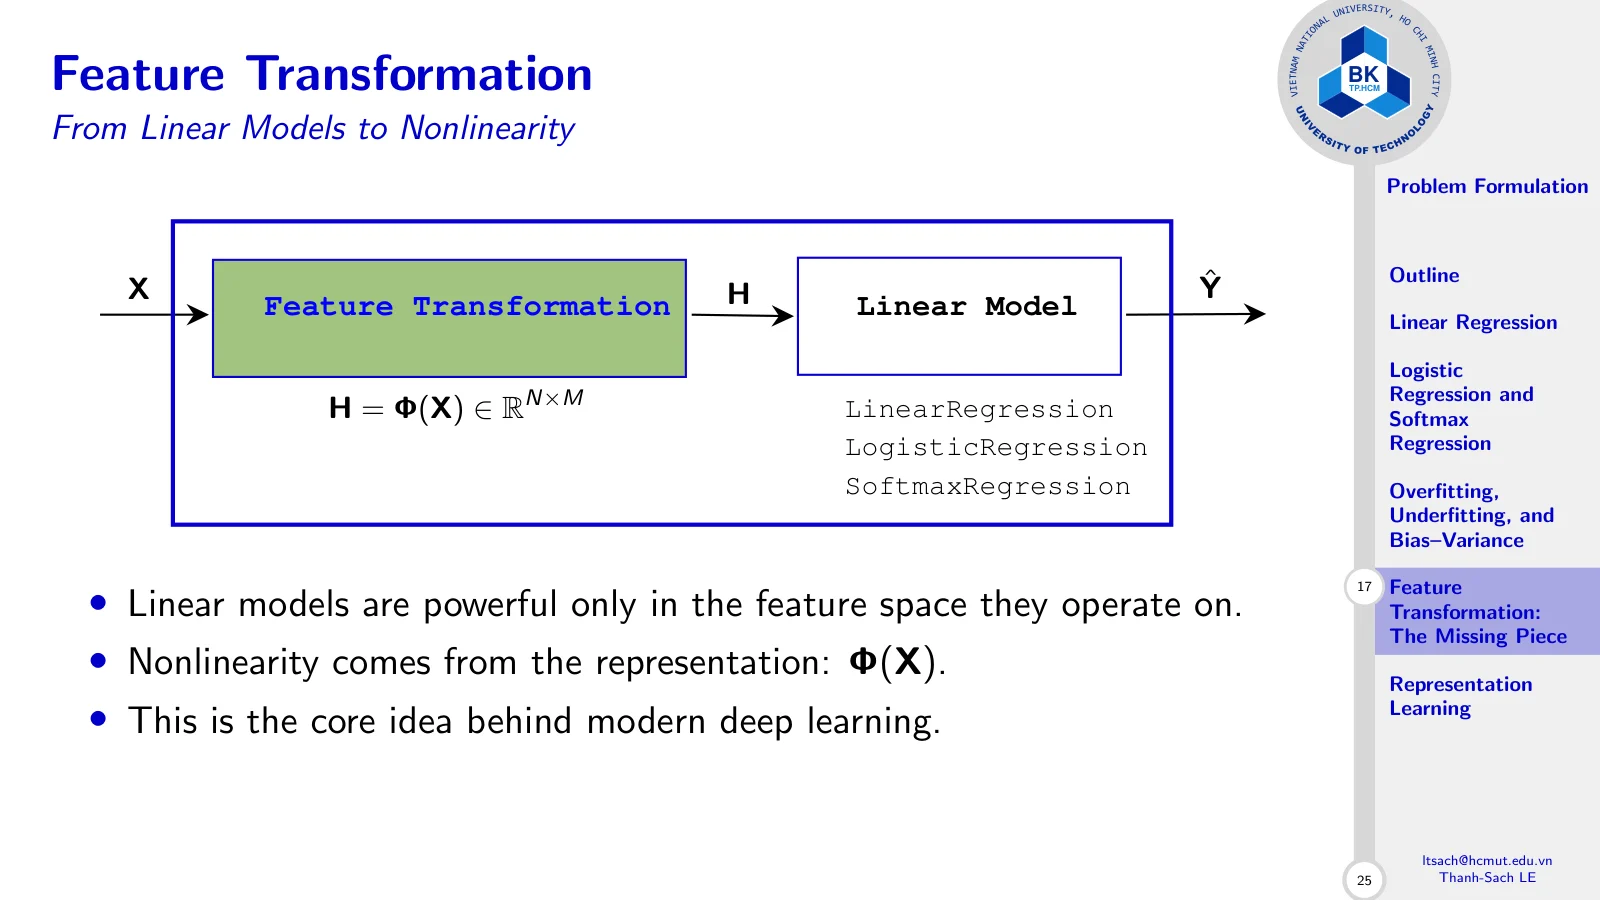 Feature Transformation
From Linear Models to Nonlinearity
X
Feature Transformation
H
Linear Model
Ŷ
H = Φ(X) ∈ ℝ^{N×M}
LinearRegression
LogisticRegression
SoftmaxRegression
• Linear models are powerful only in the feature space they operate on.
• Nonlinearity comes from the representation: Φ(X).
• This is the core idea behind modern deep learning.
VIETNAM NATIONAL UNIVERSITY, HO CHI MINH CITY
BK
TP.HCM
UNIVERSITY OF TECHNOLOGY
Problem Formulation
Outline
Linear Regression
Logistic
Regression and
Softmax
Regression
Overfitting,
Underfitting, and
Bias–Variance
17
Feature
Transformation:
The Missing Piece
Representation
Learning
ltsach@hcmut.edu.vn
Thanh-Sach LE
25